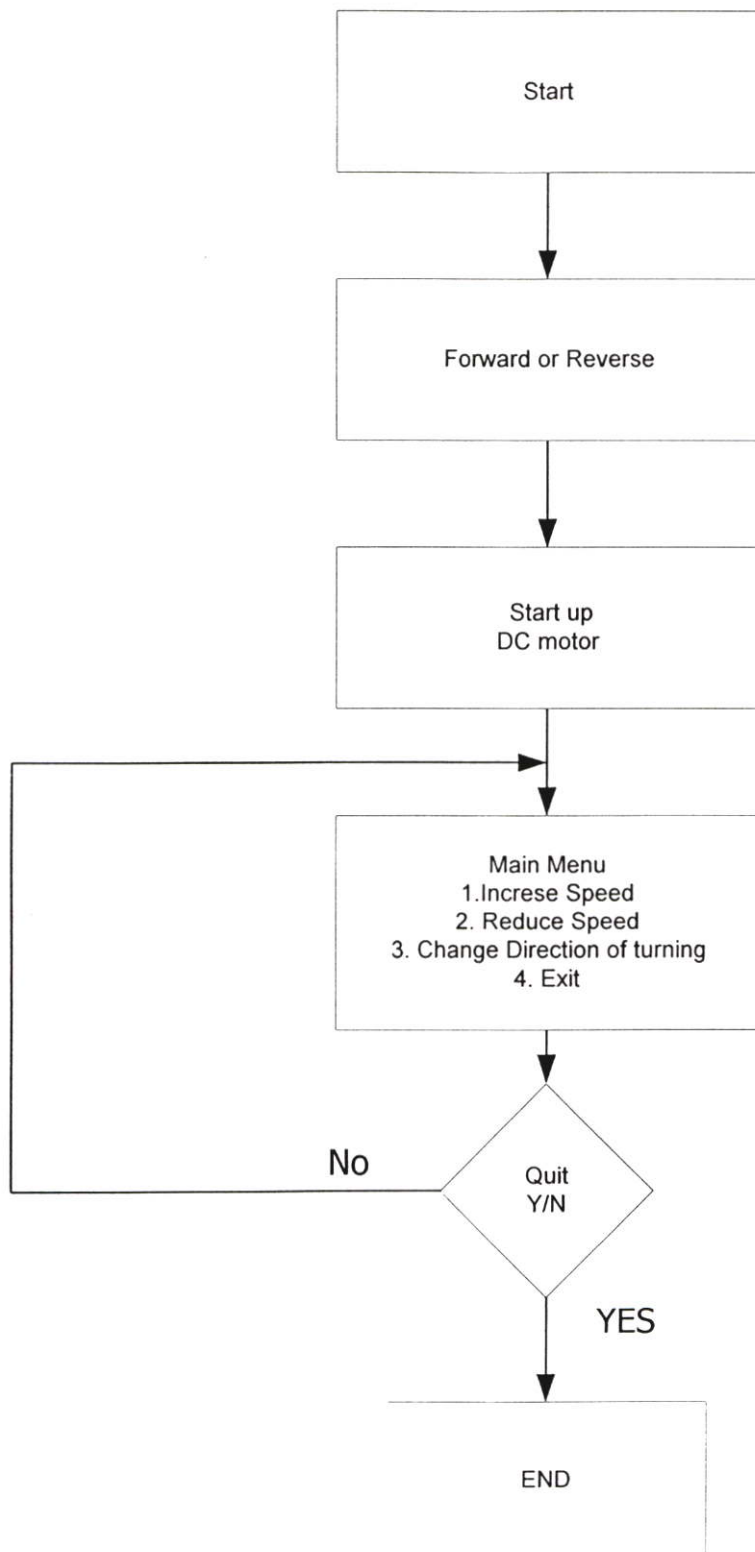 Start
Forward or Reverse
Start up
DC motor
Main Menu
1.Increse Speed
2. Reduce Speed
3. Change Direction of turning
4. Exit
Quit
Y/N
No
YES
END